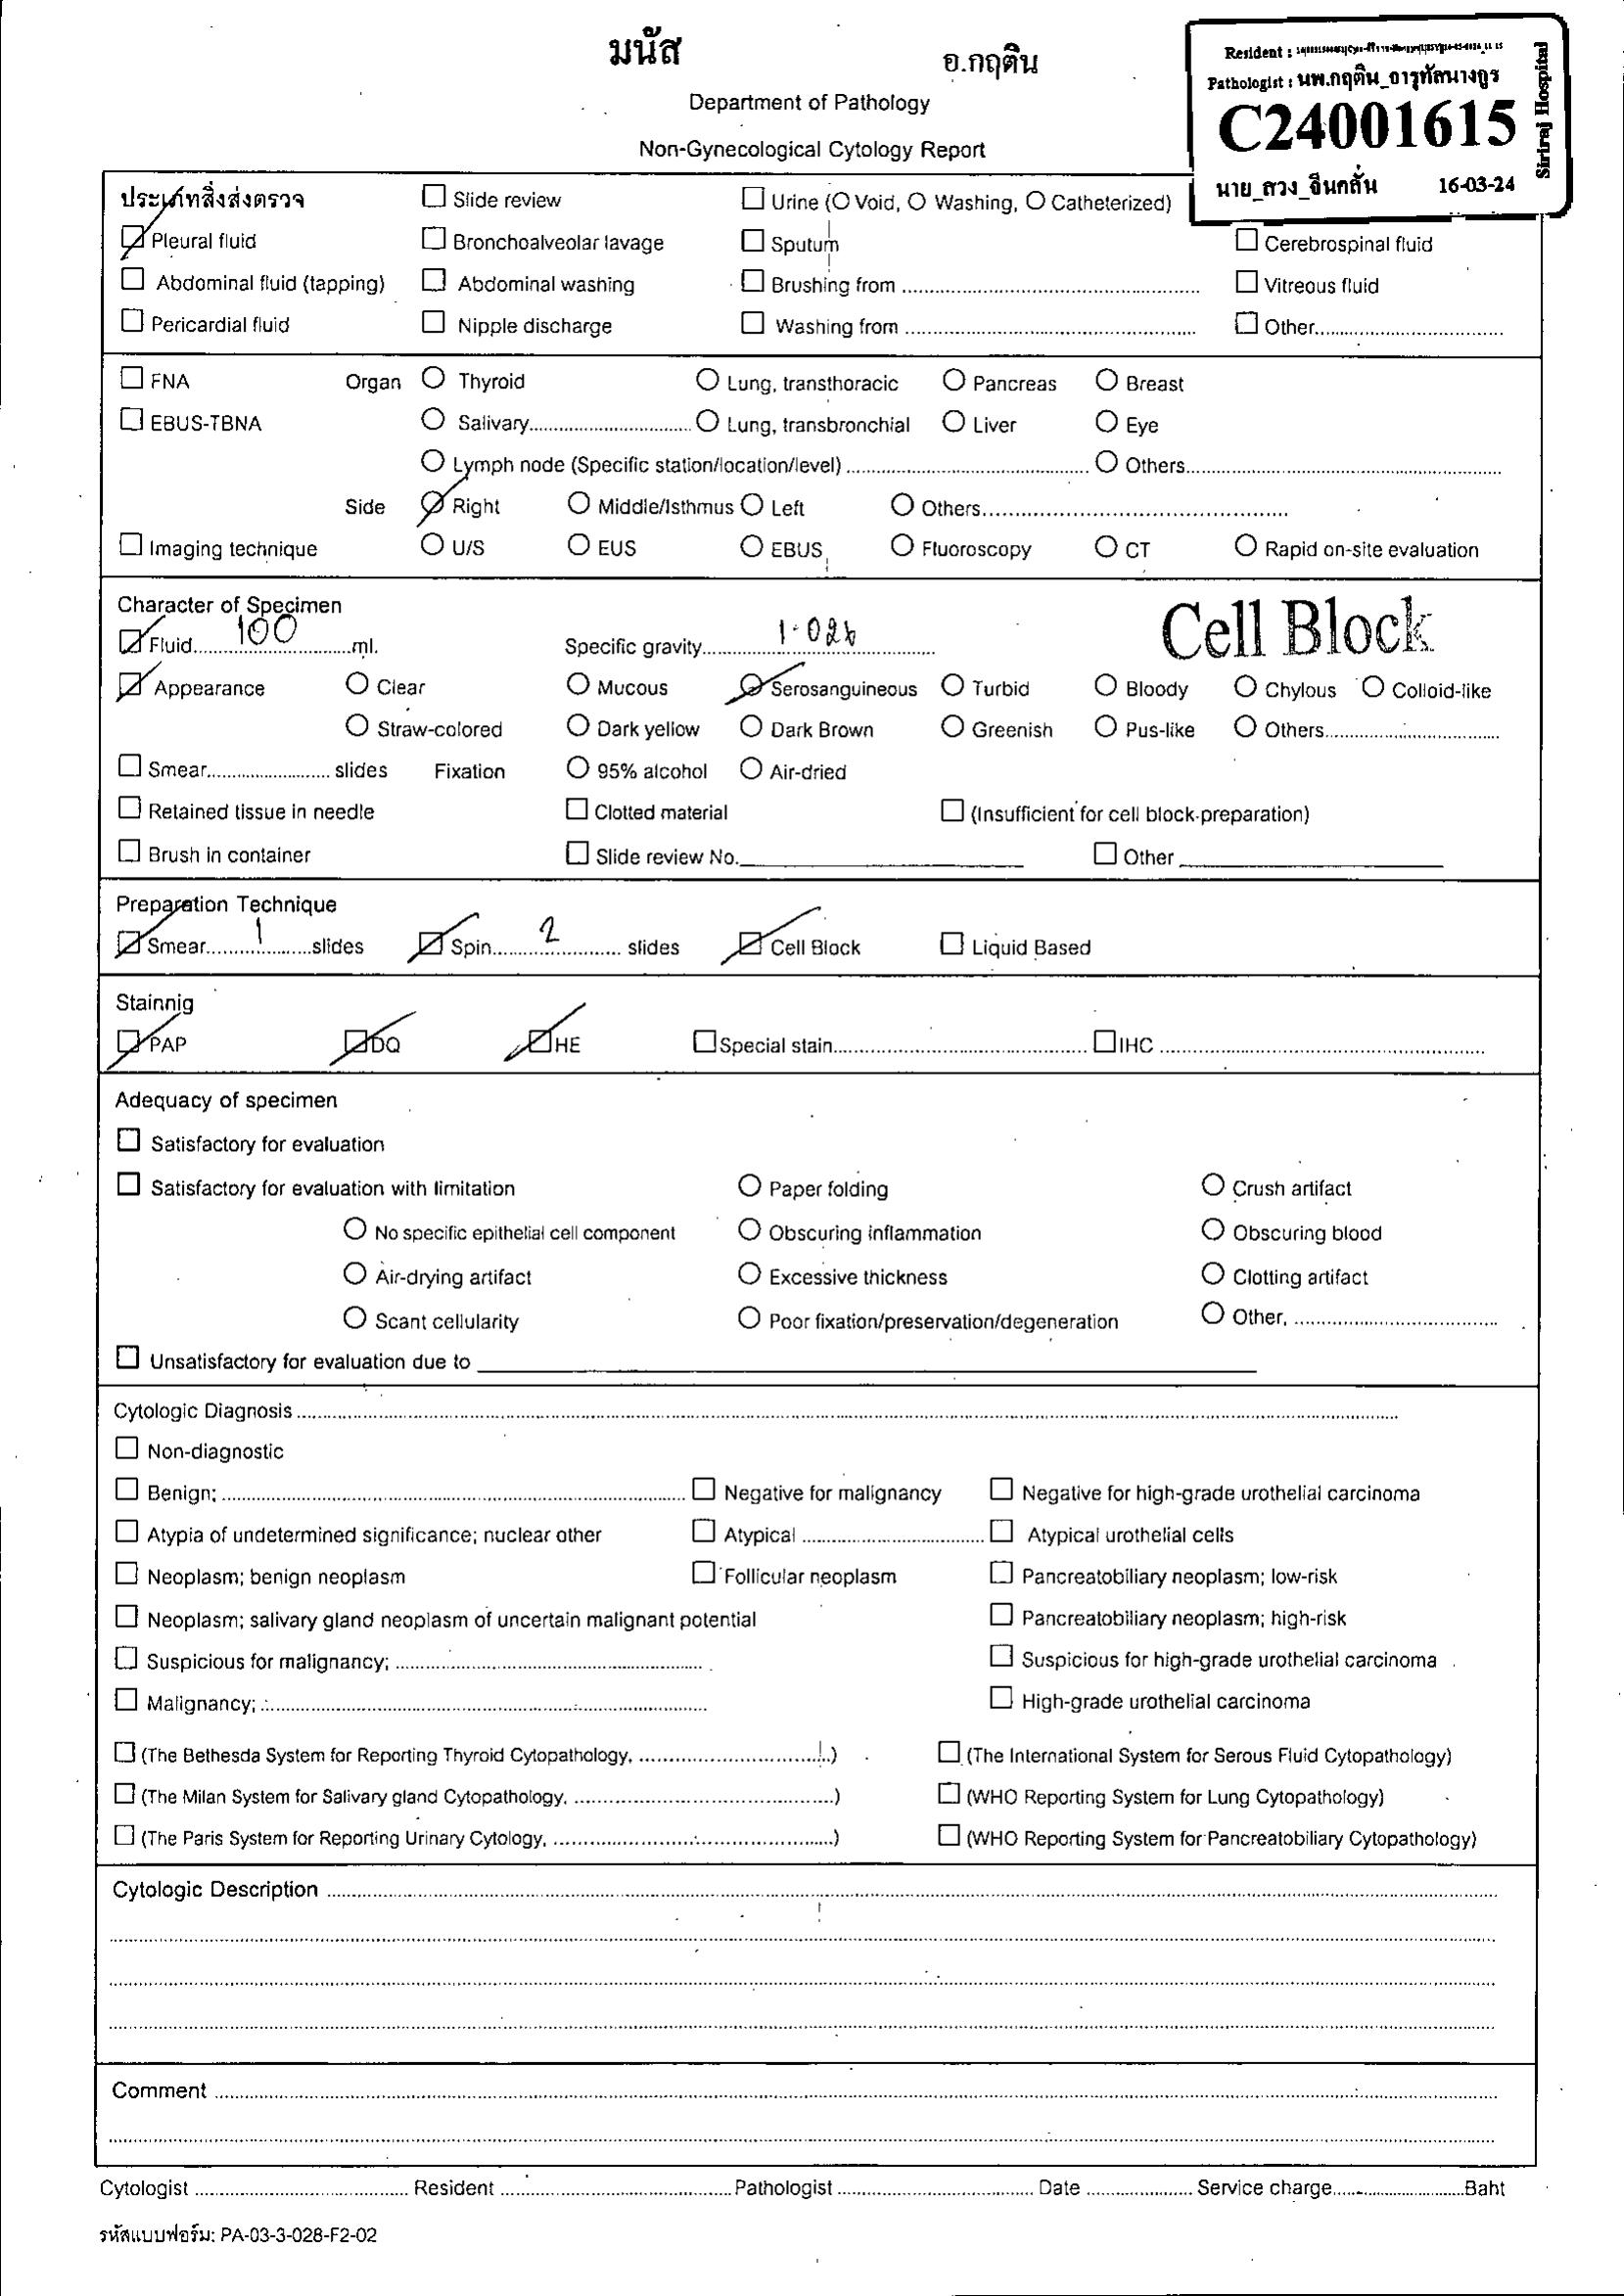 มนัส
อ.กฤติน
Resident :
Pathologist : นพ.กฤติน_อารุทัลนางกูร
C24001615
นาย_ลวง_จีนกลั่น 16-03-24
Siriraj Hospital
Department of Pathology
Non-Gynecological Cytology Report
ประเภทสิ่งส่งตรวจ ☐ Slide review ☐ Urine (O Void, O Washing, O Catheterized)
☑ Pleural fluid ☐ Bronchoalveolar lavage ☐ Sputum ☐ Cerebrospinal fluid
☐ Abdominal fluid (tapping) ☐ Abdominal washing ☐ Brushing from .......... ☐ Vitreous fluid
☐ Pericardial fluid ☐ Nipple discharge ☐ Washing from .......... ☐ Other..........
☐ FNA Organ O Thyroid O Lung, transthoracic O Pancreas O Breast
☐ EBUS-TBNA O Salivary.......... O Lung, transbronchial O Liver O Eye
O Lymph node (Specific station/location/level) .......... O Others..........
Side ☑ Right O Middle/Isthmus O Left O Others..........
☐ Imaging technique O U/S O EUS O EBUS O Fluoroscopy O CT O Rapid on-site evaluation
Character of Specimen
☑ Fluid.....100.....ml. Specific gravity.....1.026..... Cell Block
☑ Appearance O Clear O Mucous ☑ Serosanguineous O Turbid O Bloody O Chylous O Colloid-like
O Straw-colored O Dark yellow O Dark Brown O Greenish O Pus-like O Others..........
☐ Smear.......... slides Fixation O 95% alcohol O Air-dried
☐ Retained tissue in needle ☐ Clotted material ☐ (Insufficient for cell block preparation)
☐ Brush in container ☐ Slide review No.__________ ☐ Other __________
Preparation Technique
☑ Smear.....1.....slides ☑ Spin.....2..... slides ☑ Cell Block ☐ Liquid Based
Stainnig
☑ PAP ☑ DQ ☑ HE ☐ Special stain.......... ☐ IHC ..........
Adequacy of specimen
☐ Satisfactory for evaluation
☐ Satisfactory for evaluation with limitation O Paper folding O Crush artifact
O No specific epithelial cell component O Obscuring inflammation O Obscuring blood
O Air-drying artifact O Excessive thickness O Clotting artifact
O Scant cellularity O Poor fixation/preservation/degeneration O Other, ..........
☐ Unsatisfactory for evaluation due to __________
Cytologic Diagnosis ..........
☐ Non-diagnostic
☐ Benign; .......... ☐ Negative for malignancy ☐ Negative for high-grade urothelial carcinoma
☐ Atypia of undetermined significance; nuclear other ☐ Atypical .......... ☐ Atypical urothelial cells
☐ Neoplasm; benign neoplasm ☐ Follicular neoplasm ☐ Pancreatobiliary neoplasm; low-risk
☐ Neoplasm; salivary gland neoplasm of uncertain malignant potential ☐ Pancreatobiliary neoplasm; high-risk
☐ Suspicious for malignancy; .......... ☐ Suspicious for high-grade urothelial carcinoma
☐ Malignancy; .......... ☐ High-grade urothelial carcinoma
☐ (The Bethesda System for Reporting Thyroid Cytopathology, ..........) ☐ (The International System for Serous Fluid Cytopathology)
☐ (The Milan System for Salivary gland Cytopathology, ..........) ☐ (WHO Reporting System for Lung Cytopathology)
☐ (The Paris System for Reporting Urinary Cytology, ..........) ☐ (WHO Reporting System for Pancreatobiliary Cytopathology)
Cytologic Description ..........
Comment ..........
Cytologist .......... Resident .......... Pathologist .......... Date .......... Service charge..........Baht
รหัสแบบฟอร์ม: PA-03-3-028-F2-02